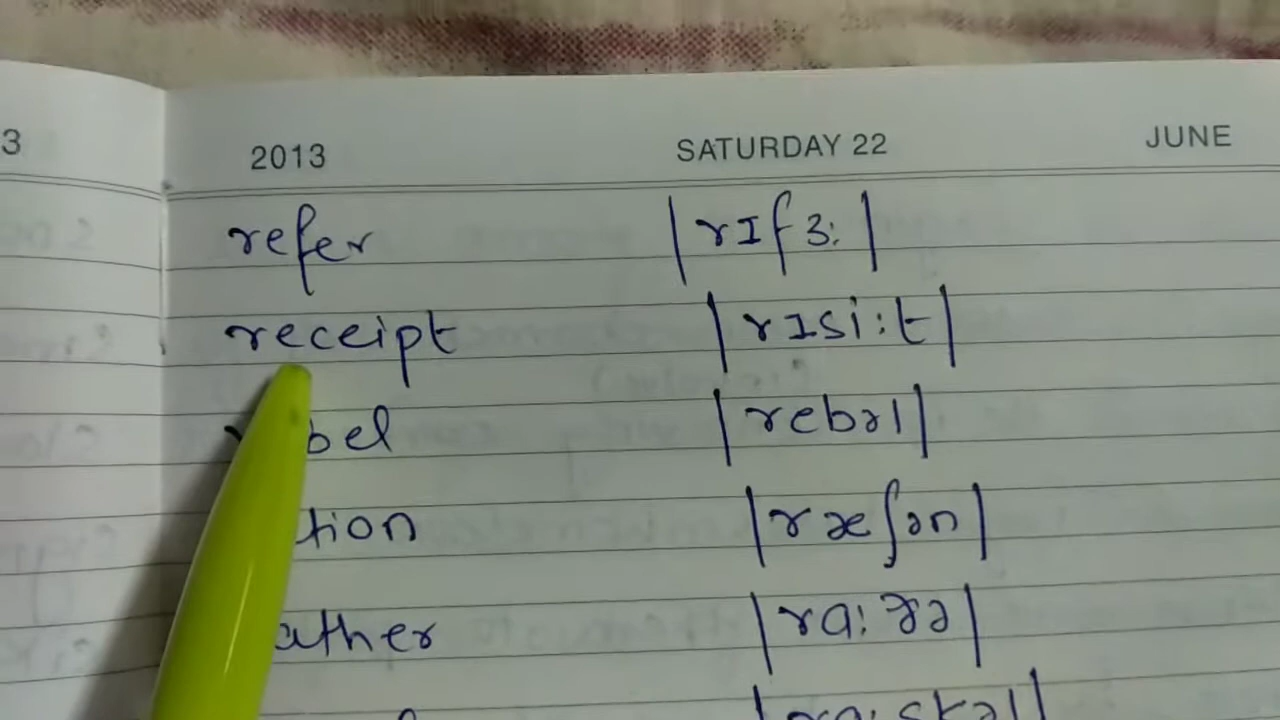 3 2013 SATURDAY 22 JUNE
refer |rɪfɜ:|
receipt |rɪsi:t|
bel |rebəl|
tion |ræʃən|
ather |rɑ:ðə|